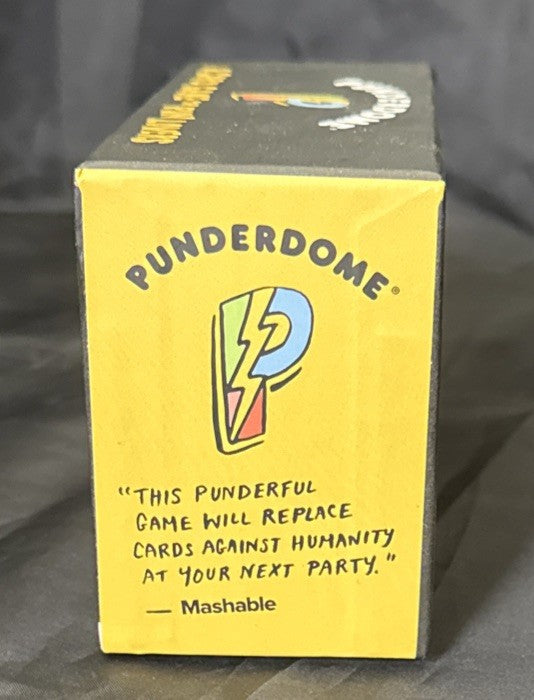 PUNDERDOME®
P
"THIS PUNDERFUL
GAME WILL REPLACE
CARDS AGAINST HUMANITY
AT YOUR NEXT PARTY."
— Mashable